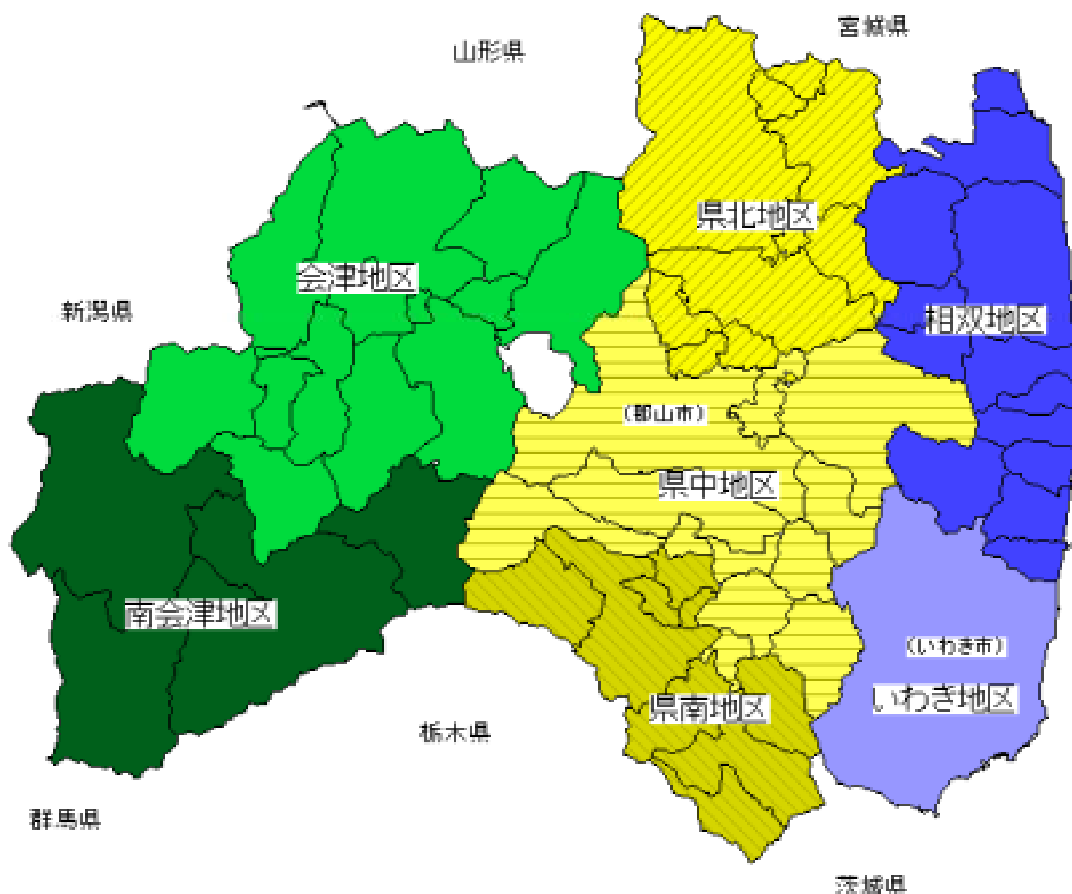 宮城県
山形県
県北地区
会津地区
新潟県
相双地区
(郡山市)
県中地区
南会津地区
(いわき市)
いわき地区
県南地区
栃木県
群馬県
茨城県